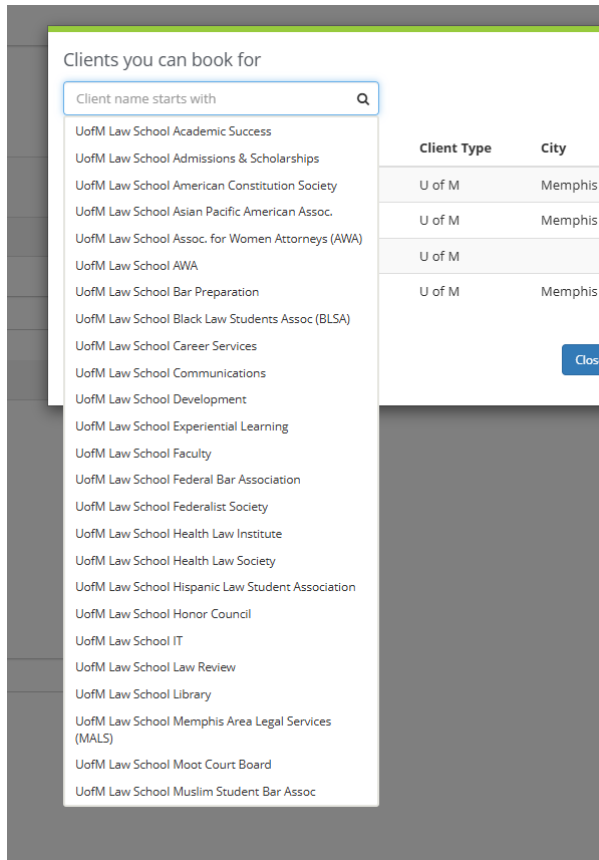 Clients you can book for
Client name starts with
UofM Law School Academic Success
UofM Law School Admissions & Scholarships
UofM Law School American Constitution Society
UofM Law School Asian Pacific American Assoc.
UofM Law School Assoc. for Women Attorneys (AWA)
UofM Law School AWA
UofM Law School Bar Preparation
UofM Law School Black Law Students Assoc (BLSA)
UofM Law School Career Services
UofM Law School Communications
UofM Law School Development
UofM Law School Experiential Learning
UofM Law School Faculty
UofM Law School Federal Bar Association
UofM Law School Federalist Society
UofM Law School Health Law Institute
UofM Law School Health Law Society
UofM Law School Hispanic Law Student Association
UofM Law School Honor Council
UofM Law School IT
UofM Law School Law Review
UofM Law School Library
UofM Law School Memphis Area Legal Services
(MALS)
UofM Law School Moot Court Board
UofM Law School Muslim Student Bar Assoc
Client Type City
U of M Memphis
U of M Memphis
U of M
U of M Memphis
Clos